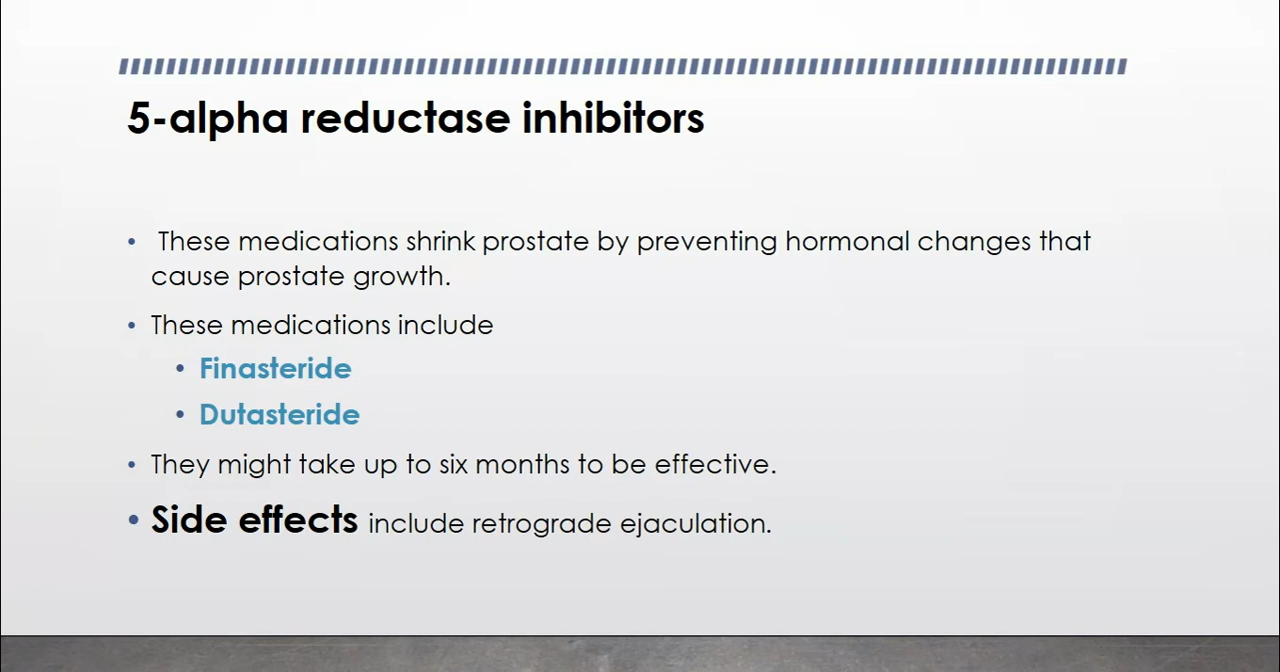 5-alpha reductase inhibitors
• These medications shrink prostate by preventing hormonal changes that
cause prostate growth.
• These medications include
• Finasteride
• Dutasteride
• They might take up to six months to be effective.
• Side effects include retrograde ejaculation.